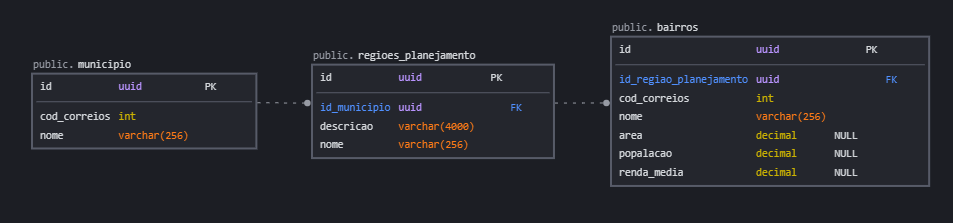 public. municipio
id uuid PK
cod_correios int
nome varchar(256)
public. regioes_planejamento
id uuid PK
id_municipio uuid FK
descricao varchar(4000)
nome varchar(256)
public. bairros
id uuid PK
id_regiao_planejamento uuid FK
cod_correios int
nome varchar(256)
area decimal NULL
popalacao decimal NULL
renda_media decimal NULL